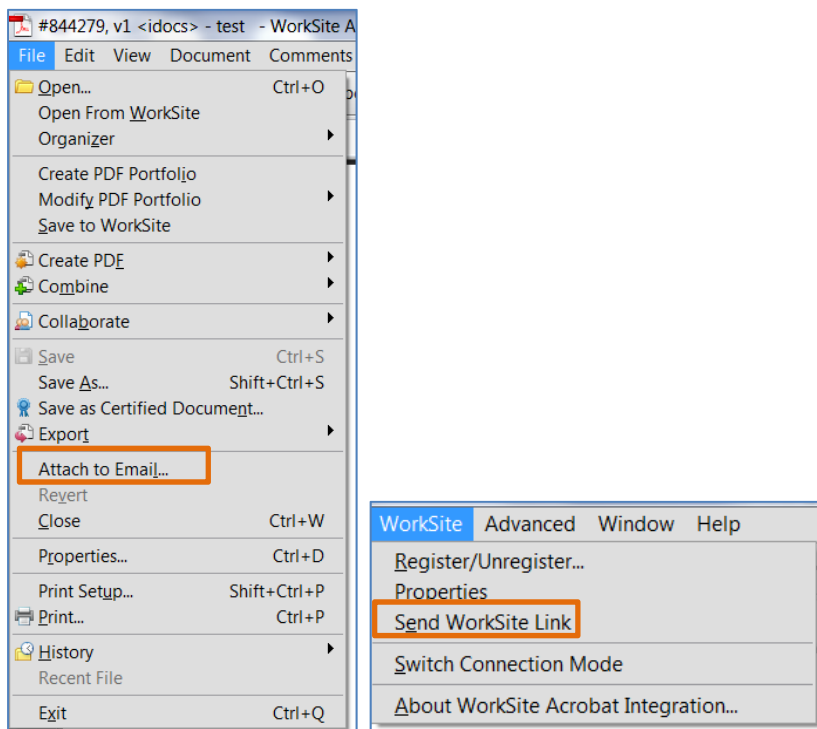 #844279, v1 <idocs> - test - WorkSite A
File Edit View Document Comments
Open... Ctrl+O
Open From WorkSite
Organizer
Create PDF Portfolio
Modify PDF Portfolio
Save to WorkSite
Create PDF
Combine
Collaborate
Save Ctrl+S
Save As... Shift+Ctrl+S
Save as Certified Document...
Export
Attach to Email...
Revert
Close Ctrl+W
Properties... Ctrl+D
Print Setup... Shift+Ctrl+P
Print... Ctrl+P
History
Recent File
Exit Ctrl+Q
WorkSite Advanced Window Help
Register/Unregister...
Properties
Send WorkSite Link
Switch Connection Mode
About WorkSite Acrobat Integration...